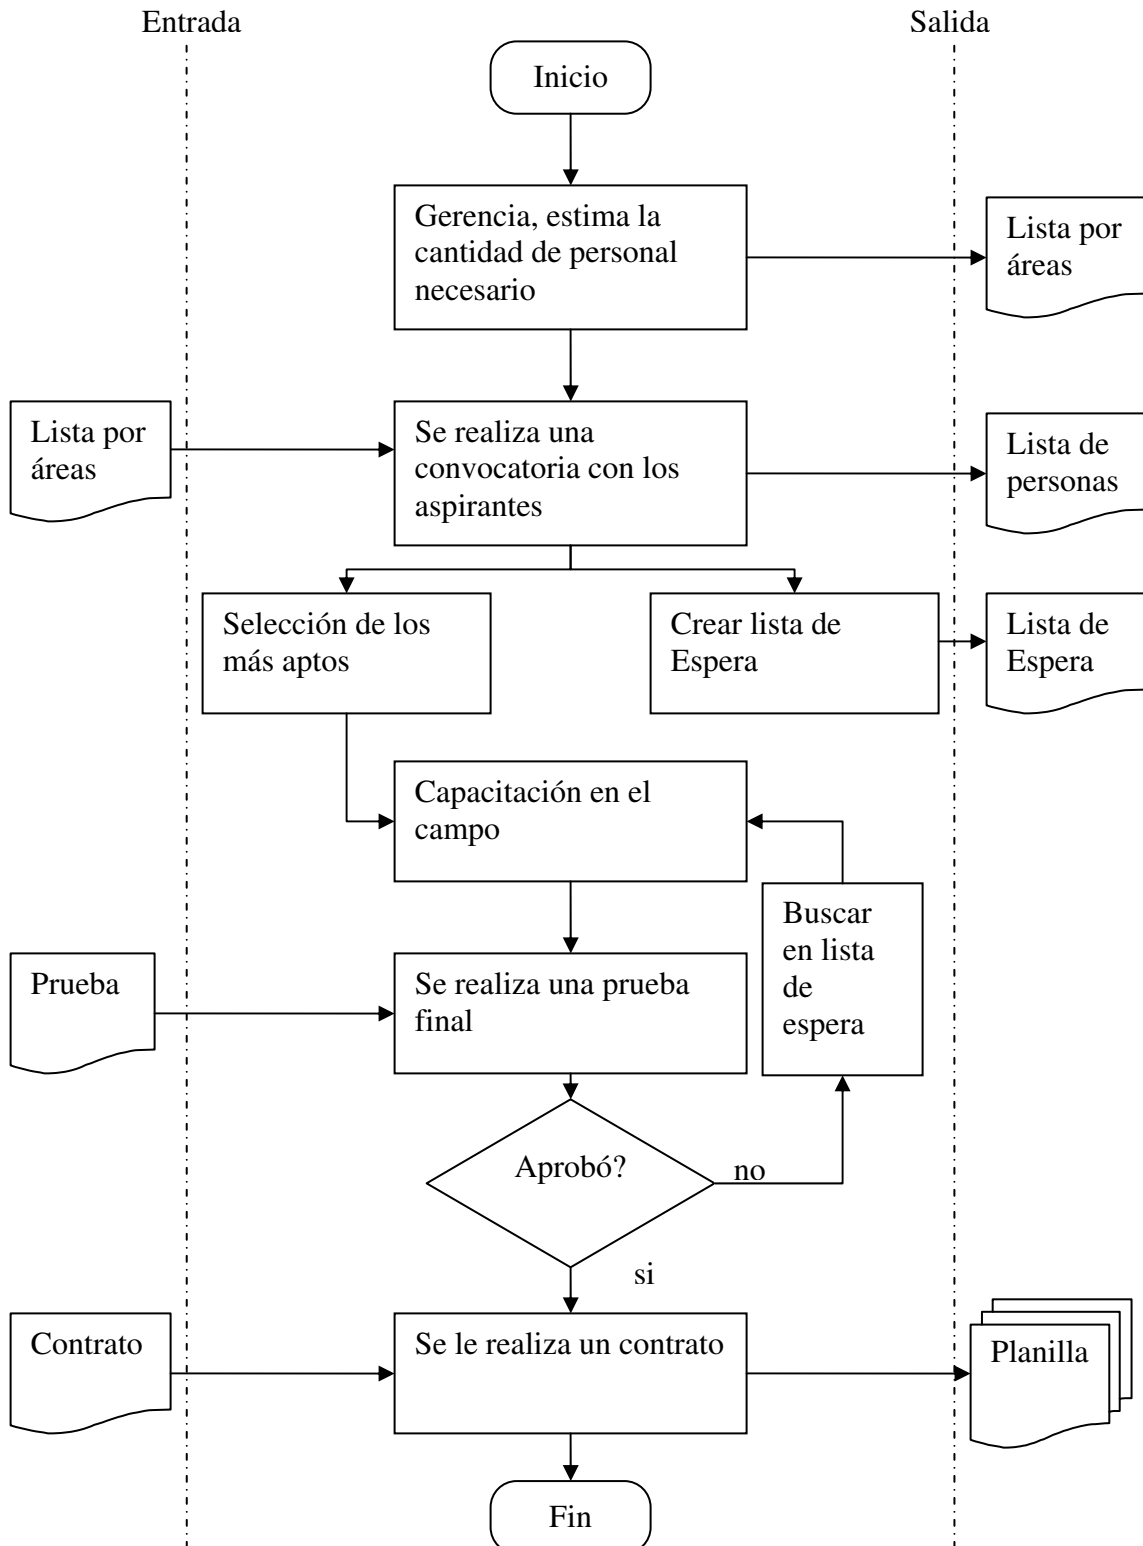 Entrada
Salida
Inicio
Gerencia, estima la
cantidad de personal
necesario
Lista por
áreas
Lista por
áreas
Se realiza una
convocatoria con los
aspirantes
Lista de
personas
Selección de los
más aptos
Crear lista de
Espera
Lista de
Espera
Capacitación en el
campo
Buscar
en lista
de
espera
Prueba
Se realiza una prueba
final
Aprobó?
no
si
Contrato
Se le realiza un contrato
Planilla
Fin